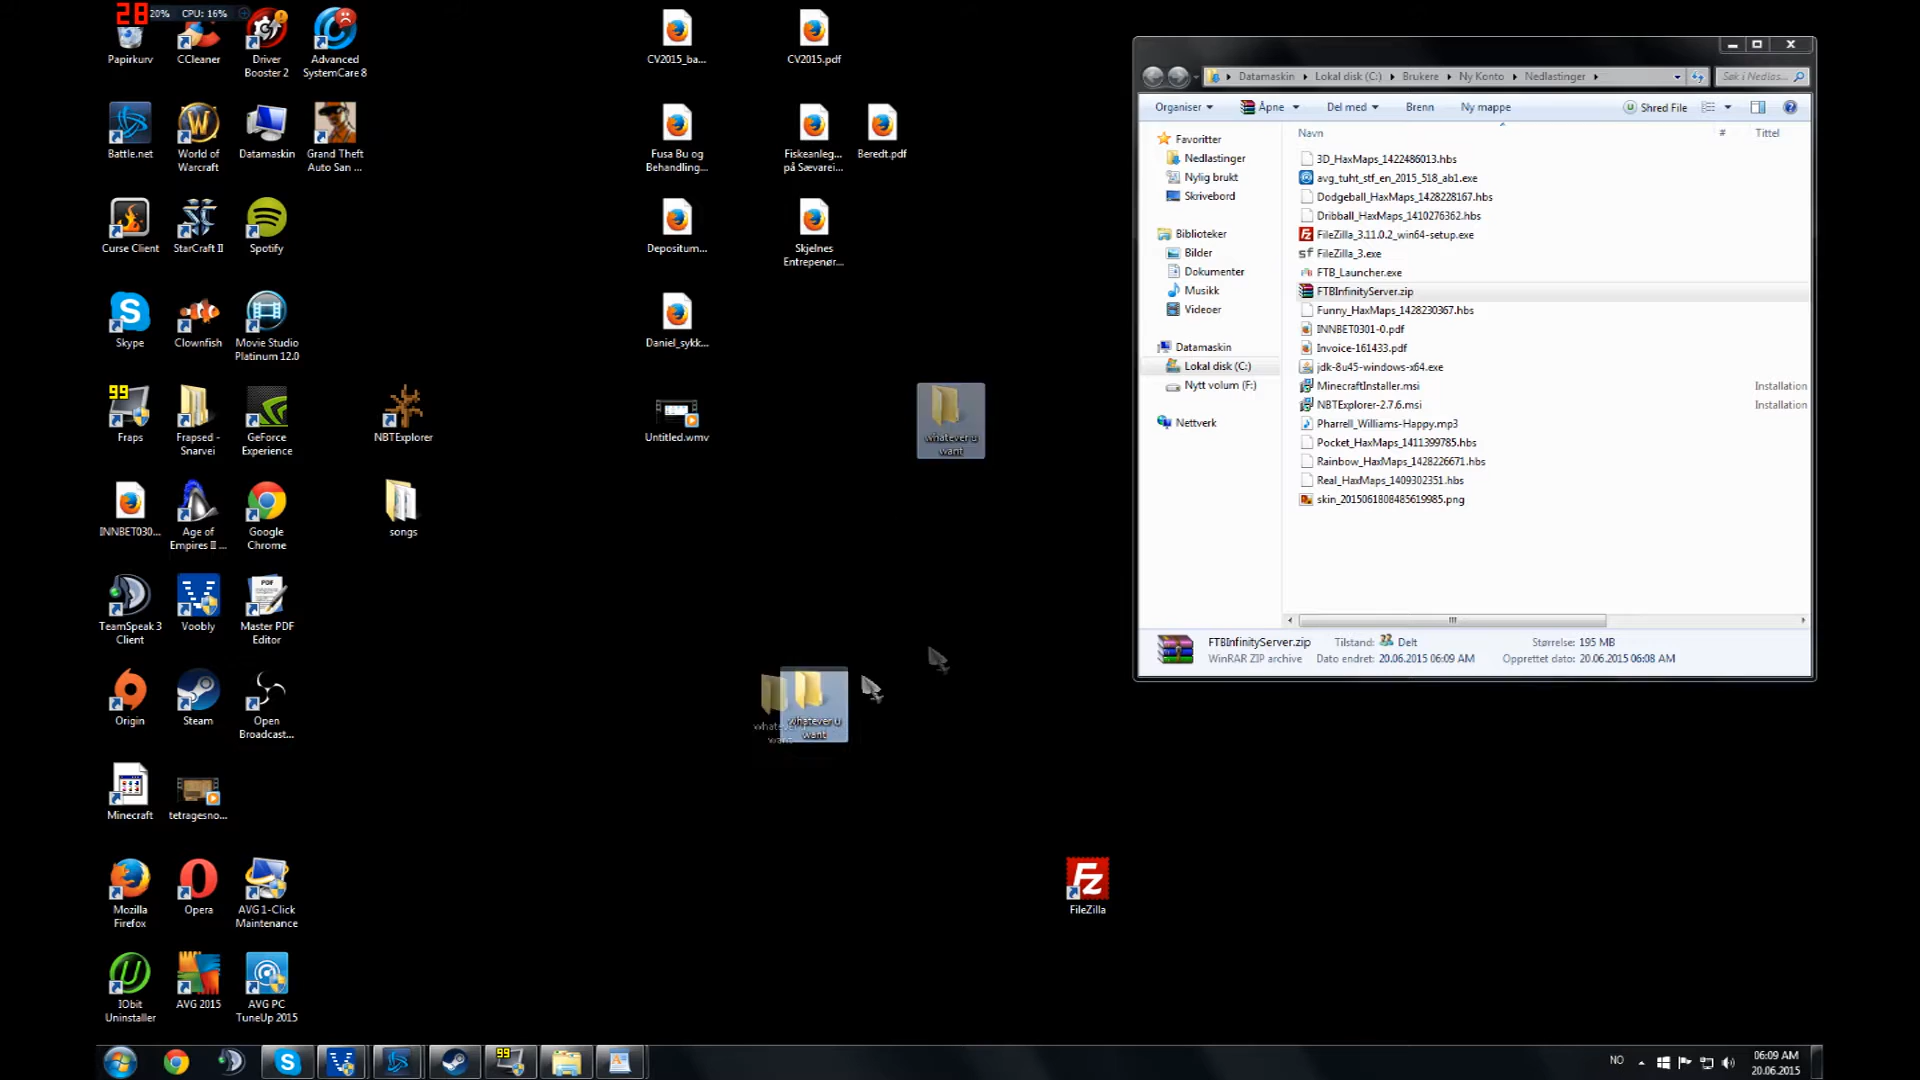 28
20%
CPU: 16%
Papirkurv
CCleaner
Driver
Booster 2
Advanced
SystemCare 8
CV2015_ba...
CV2015.pdf
Battle.net
World of
Warcraft
Datamaskin
Grand Theft
Auto San ...
Fusa Bu og
Behandling...
Fiskeanleg...
på Sævarei...
Beredt.pdf
Curse Client
StarCraft II
Spotify
Depositum...
Skjelnes
Entrepenør...
Skype
Clownfish
Movie Studio
Platinum 12.0
Daniel_sykk...
99
Fraps
Frapsed -
Snarvei
GeForce
Experience
NBTExplorer
Untitled.wmv
whatever u
want
INNBET030...
Age of
Empires II ...
Google
Chrome
songs
TeamSpeak 3
Client
Voobly
PDF
Master PDF
Editor
Origin
Steam
Open
Broadcast...
whatever u
want
Minecraft
tetragesno...
Mozilla
Firefox
Opera
AVG 1-Click
Maintenance
Fz
FileZilla
IObit
Uninstaller
AVG 2015
AVG PC
TuneUp 2015
Datamaskin
Lokal disk (C:)
Brukere
Ny Konto
Nedlastinger
Søk i Nedlas...
Organiser
Åpne
Del med
Brenn
Ny mappe
Shred File
Favoritter
Nedlastinger
Nylig brukt
Skrivebord
Biblioteker
Bilder
Dokumenter
Musikk
Videoer
Datamaskin
Lokal disk (C:)
Nytt volum (F:)
Nettverk
Navn
#
Tittel
3D_HaxMaps_1422486013.hbs
avg_tuht_stf_en_2015_518_ab1.exe
Dodgeball_HaxMaps_1428228167.hbs
Dribball_HaxMaps_1410276362.hbs
FileZilla_3.11.0.2_win64-setup.exe
FileZilla_3.exe
FTB_Launcher.exe
FTBInfinityServer.zip
Funny_HaxMaps_1428230367.hbs
INNBET0301-0.pdf
Invoice-161433.pdf
jdk-8u45-windows-x64.exe
MinecraftInstaller.msi
Installation
NBTExplorer-2.7.6.msi
Installation
Pharrell_Williams-Happy.mp3
Pocket_HaxMaps_1411399785.hbs
Rainbow_HaxMaps_1428226671.hbs
Real_HaxMaps_1409302351.hbs
skin_2015061808485619985.png
FTBInfinityServer.zip
Tilstand:
Delt
Størrelse: 195 MB
WinRAR ZIP archive
Dato endret: 20.06.2015 06:09 AM
Opprettet dato: 20.06.2015 06:08 AM
99
NO
06:09 AM
20.06.2015